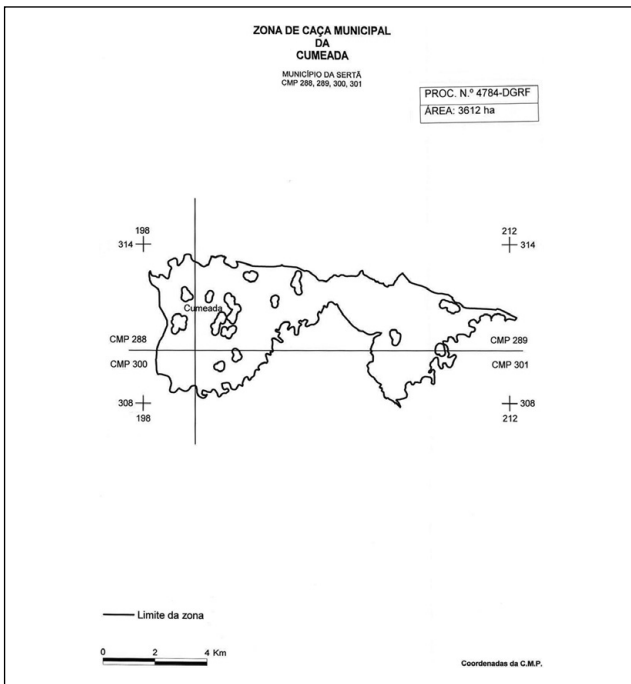 ZONA DE CAÇA MUNICIPAL
DA
CUMEADA
MUNICÍPIO DA SERTÃ
CMP 288, 289, 300, 301
PROC. N.º 4784-DGRF
ÁREA: 3612 ha
198
314
212
314
Cumeada
CMP 288
CMP 289
CMP 300
CMP 301
308
198
308
212
Limite da zona
0 2 4 Km
Coordenadas da C.M.P.